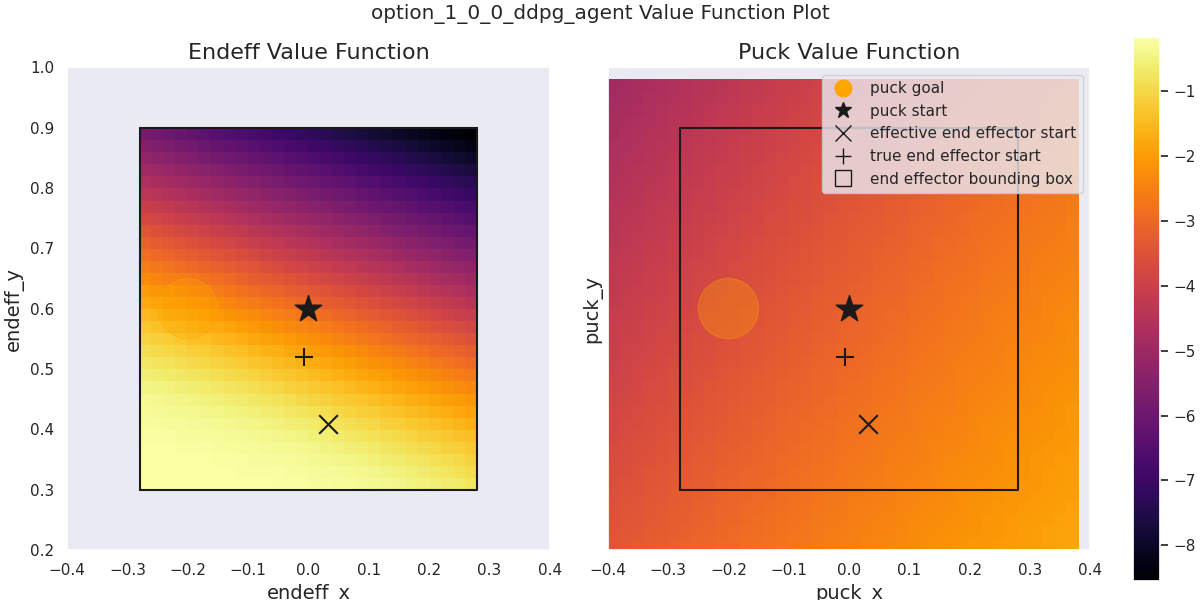 option_1_0_0_ddpg_agent Value Function Plot
Endeff Value Function
1.0
0.9
0.8
0.7
0.6
0.5
0.4
0.3
0.2
endeff_y
−0.4 −0.3 −0.2 −0.1 0.0 0.1 0.2 0.3 0.4
endeff_x
Puck Value Function
puck goal
puck start
effective end effector start
true end effector start
end effector bounding box
puck_y
−0.4 −0.3 −0.2 −0.1 0.0 0.1 0.2 0.3 0.4
puck_x
−1
−2
−3
−4
−5
−6
−7
−8